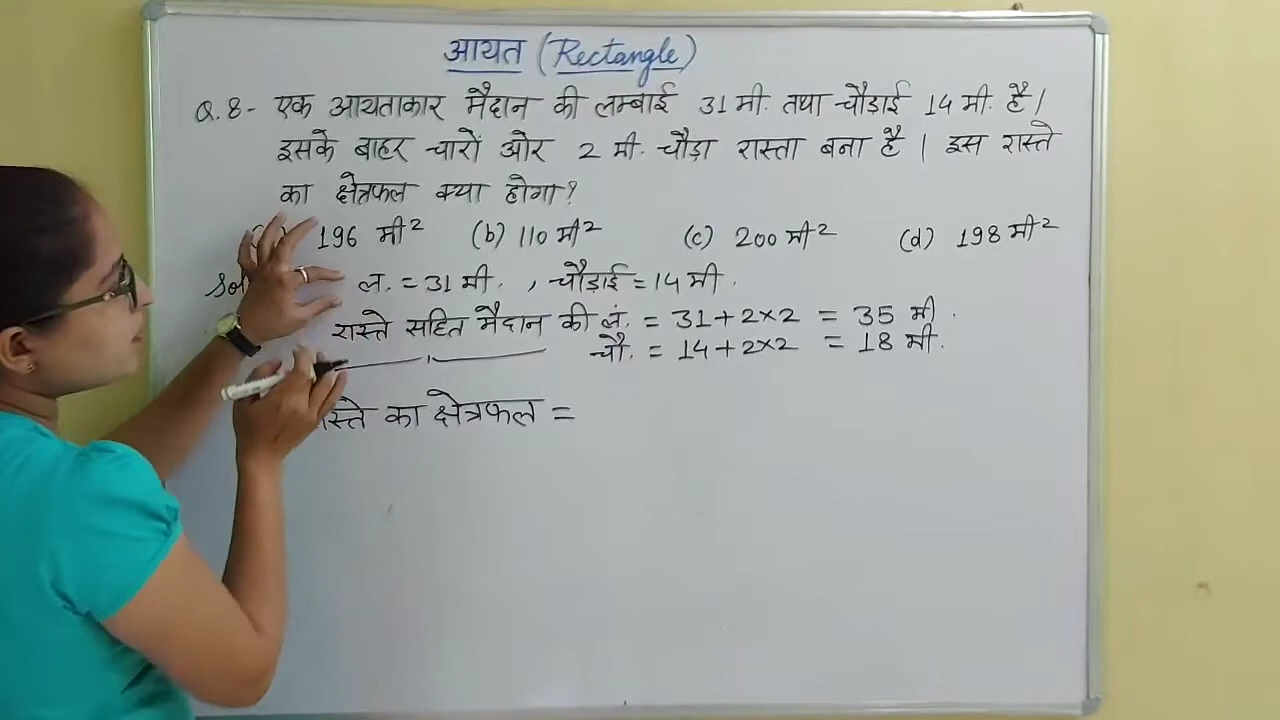 आयत (Rectangle)
Q.8- एक आयताकार मैदान की लम्बाई 31 मी. तथा चौड़ाई 14 मी. है।
इसके बाहर चारों ओर 2 मी. चौड़ा रास्ता बना है। इस रास्ते
का क्षेत्रफल क्या होगा?
196 मी² (b) 110 मी² (c) 200 मी² (d) 198 मी²
ल. = 31 मी. , चौड़ाई = 14 मी.
रास्ते सहित मैदान की लं. = 31+2×2 = 35 मी.
चौ. = 14+2×2 = 18 मी.
का क्षेत्रफल =